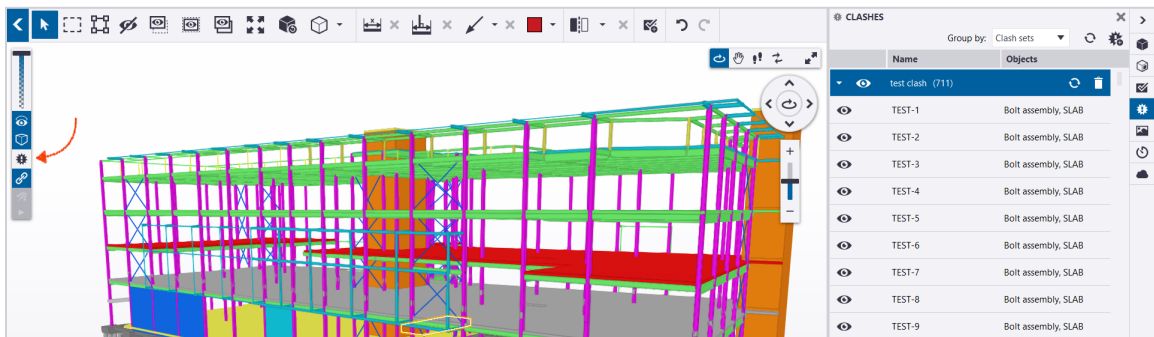 CLASHES
Group by: Clash sets
Name Objects
test clash (711)
TEST-1 Bolt assembly, SLAB
TEST-2 Bolt assembly, SLAB
TEST-3 Bolt assembly, SLAB
TEST-4 Bolt assembly, SLAB
TEST-5 Bolt assembly, SLAB
TEST-6 Bolt assembly, SLAB
TEST-7 Bolt assembly, SLAB
TEST-8 Bolt assembly, SLAB
TEST-9 Bolt assembly, SLAB